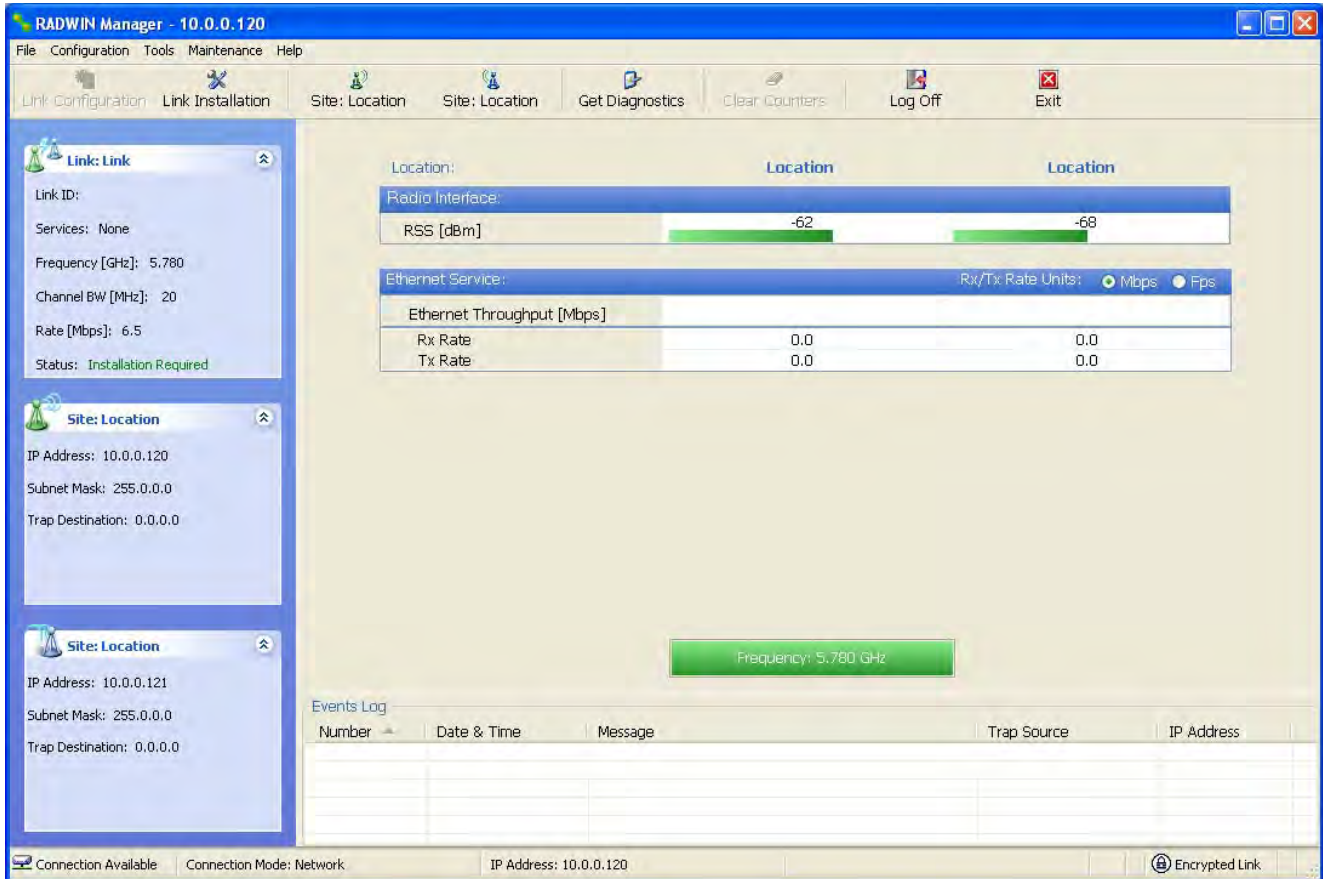 RADWIN Manager - 10.0.0.120
File Configuration Tools Maintenance Help
Link Configuration Link Installation Site: Location Site: Location Get Diagnostics Clear Counters Log Off Exit
Link: Link
Link ID:
Services: None
Frequency [GHz]: 5.780
Channel BW [MHz]: 20
Rate [Mbps]: 6.5
Status: Installation Required
Site: Location
IP Address: 10.0.0.120
Subnet Mask: 255.0.0.0
Trap Destination: 0.0.0.0
Site: Location
IP Address: 10.0.0.121
Subnet Mask: 255.0.0.0
Trap Destination: 0.0.0.0
Location: Location Location
Radio Interface:
RSS [dBm] -62 -68
Ethernet Service: Rx/Tx Rate Units: Mbps Fps
Ethernet Throughput [Mbps]
Rx Rate 0.0 0.0
Tx Rate 0.0 0.0
Frequency: 5.780 GHz
Events Log
Number Date & Time Message Trap Source IP Address
Connection Available Connection Mode: Network IP Address: 10.0.0.120 Encrypted Link